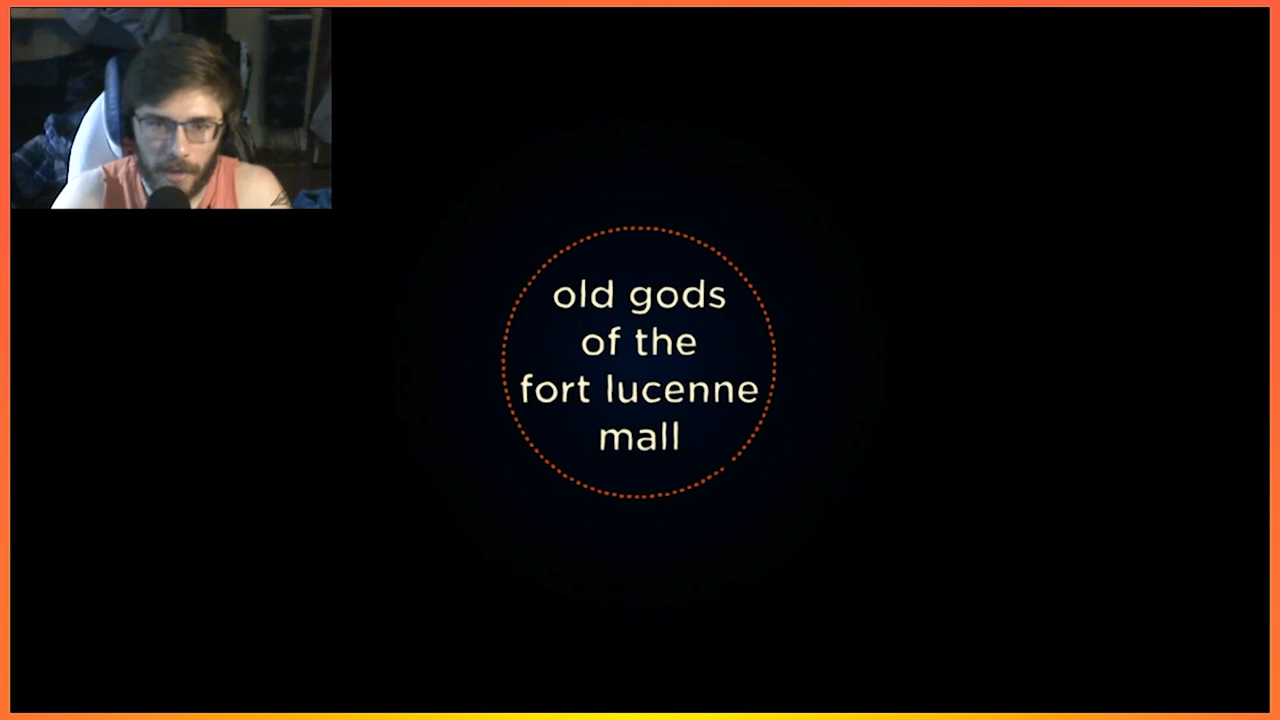 old gods
of the
fort lucenne
mall